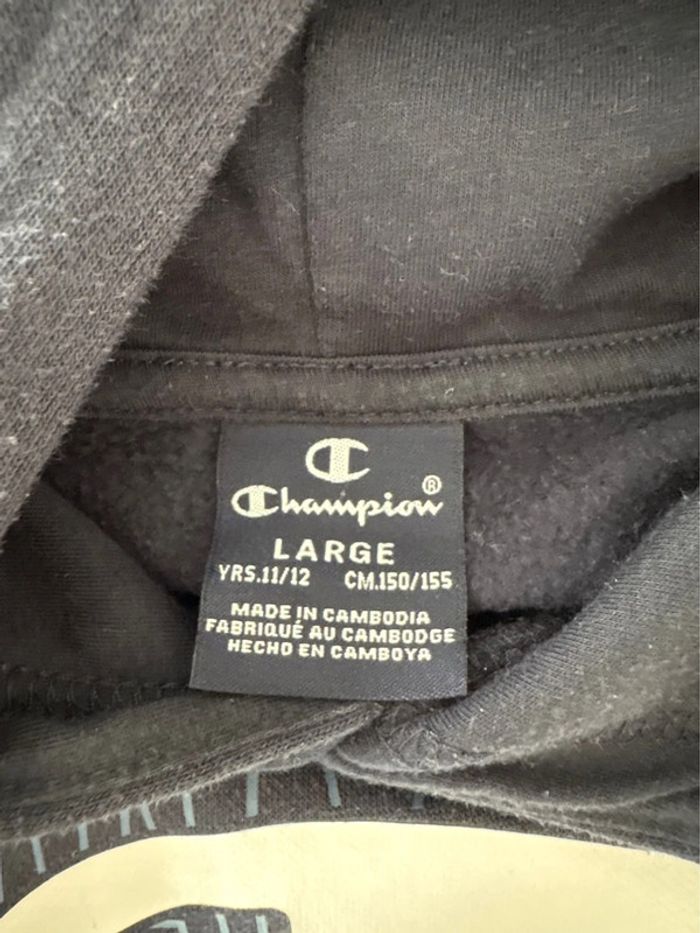 Champion®
LARGE
YRS.11/12 CM.150/155
MADE IN CAMBODIA
FABRIQUÉ AU CAMBODGE
HECHO EN CAMBOYA